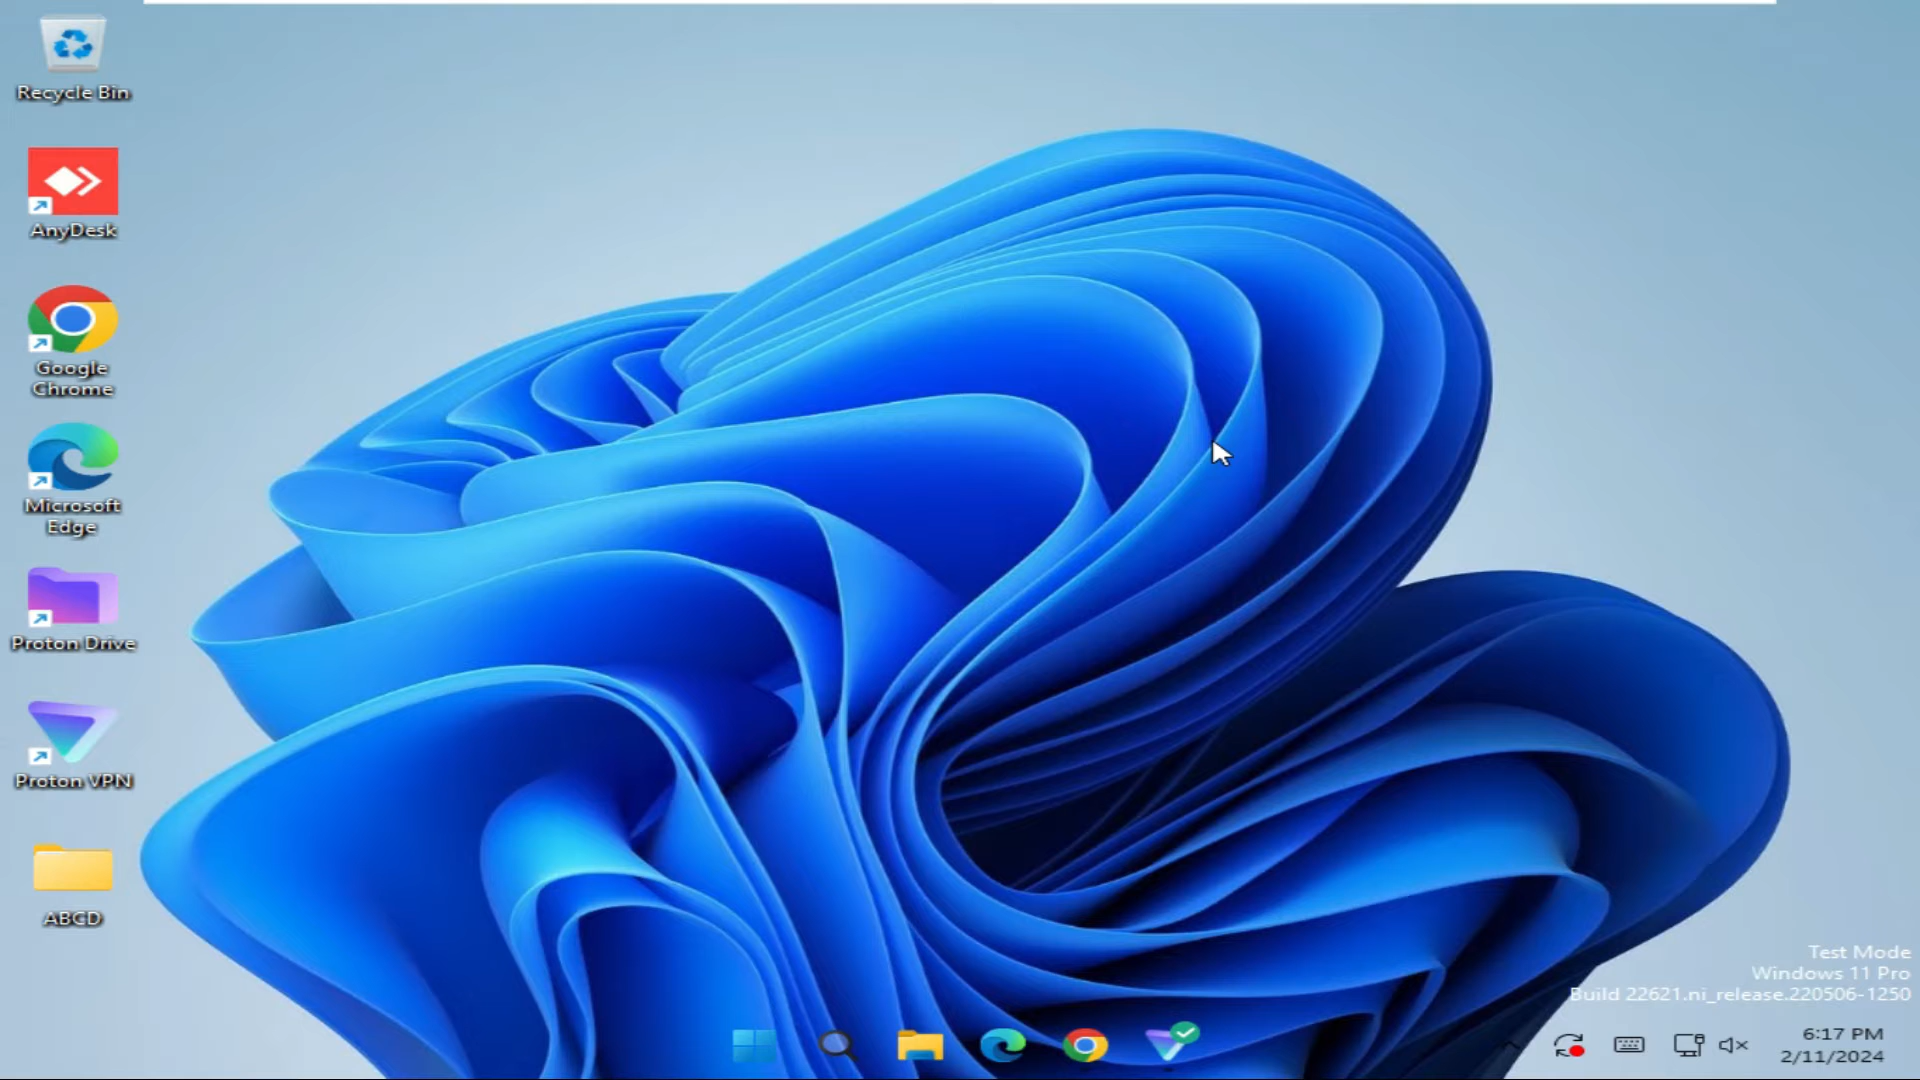 Recycle Bin
AnyDesk
Google
Chrome
Microsoft
Edge
Proton Drive
Proton VPN
ABCD
Test Mode
Windows 11 Pro
Build 22621.ni_release.220506-1250
6:17 PM
2/11/2024